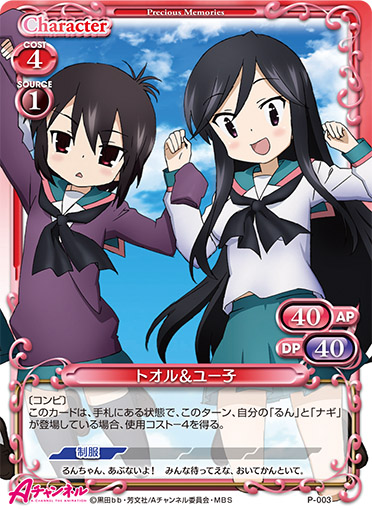 Precious Memories
Character
COST
4
SOURCE
1
40 AP
DP 40
トオル&ユー子
[コンビ]
このカードは、手札にある状態で、このターン、自分の「るん」と「ナギ」
が登場している場合、使用コスト－4を得る。
制服
るんちゃん、あぶないよ！ みんな待ってえな、おいてかんといて。
Aチャンネル
A CHANNEL THE ANIMATION
©黒田bb・芳文社/Aチャンネル委員会・MBS
P-003